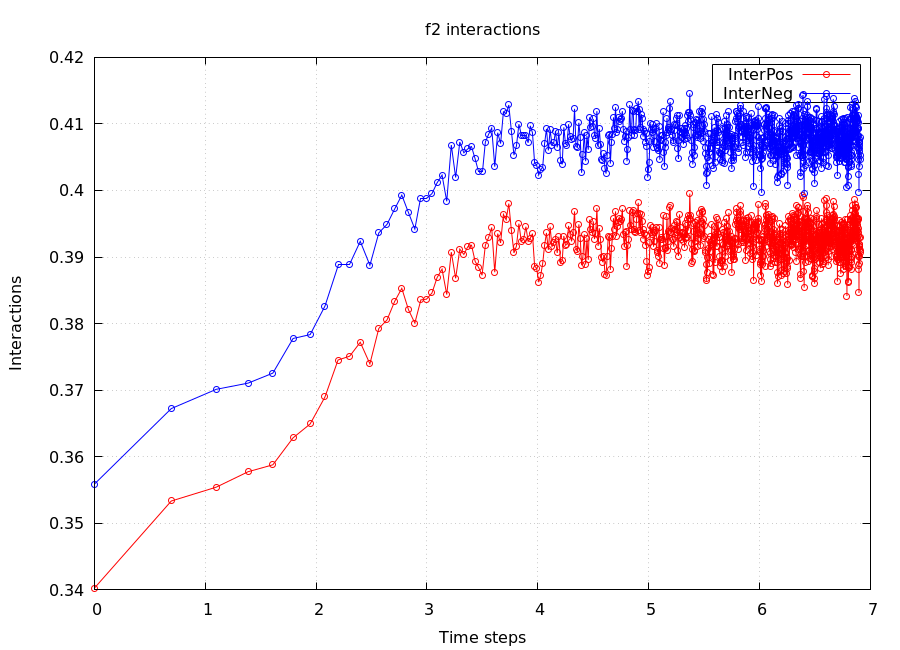 f2 interactions
0.42
0.41
0.4
0.39
0.38
0.37
0.36
0.35
0.34
0 1 2 3 4 5 6 7
Interactions
Time steps
InterPos
InterNeg